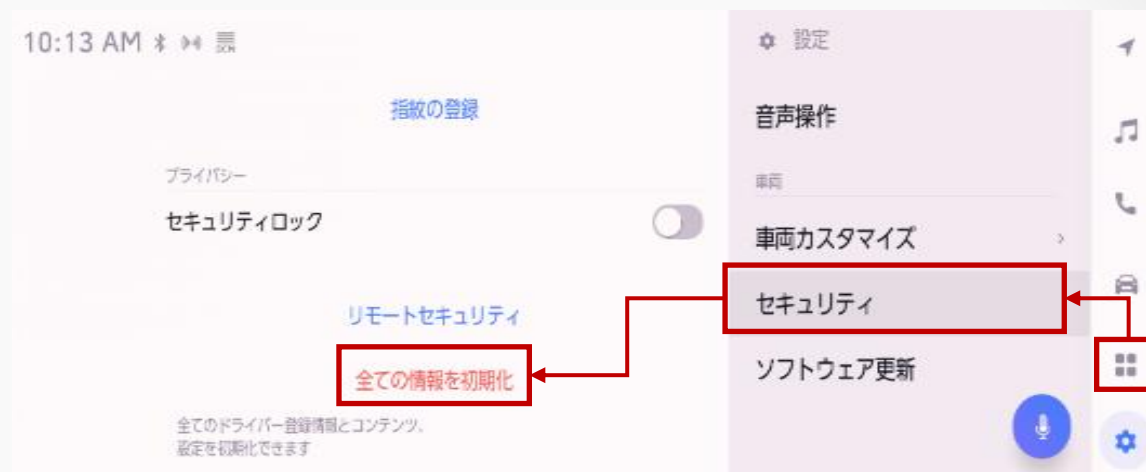 10:13 AM
指紋の登録
プライバシー
セキュリティロック
リモートセキュリティ
全ての情報を初期化
全てのドライバー登録情報とコンテンツ、
設定を初期化できます
設定
音声操作
車両
車両カスタマイズ
セキュリティ
ソフトウェア更新